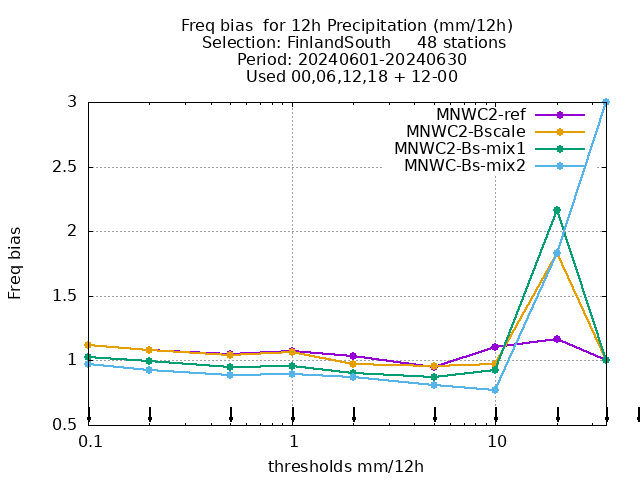 Freq bias  for 12h Precipitation (mm/12h)
Selection: FinlandSouth     48 stations
Period: 20240601-20240630
Used 00,06,12,18 + 12-00
MNWC2-ref
MNWC2-Bscale
MNWC2-Bs-mix1
MNWC-Bs-mix2
3
2.5
2
1.5
1
0.5
Freq bias
0.1
1
10
thresholds mm/12h